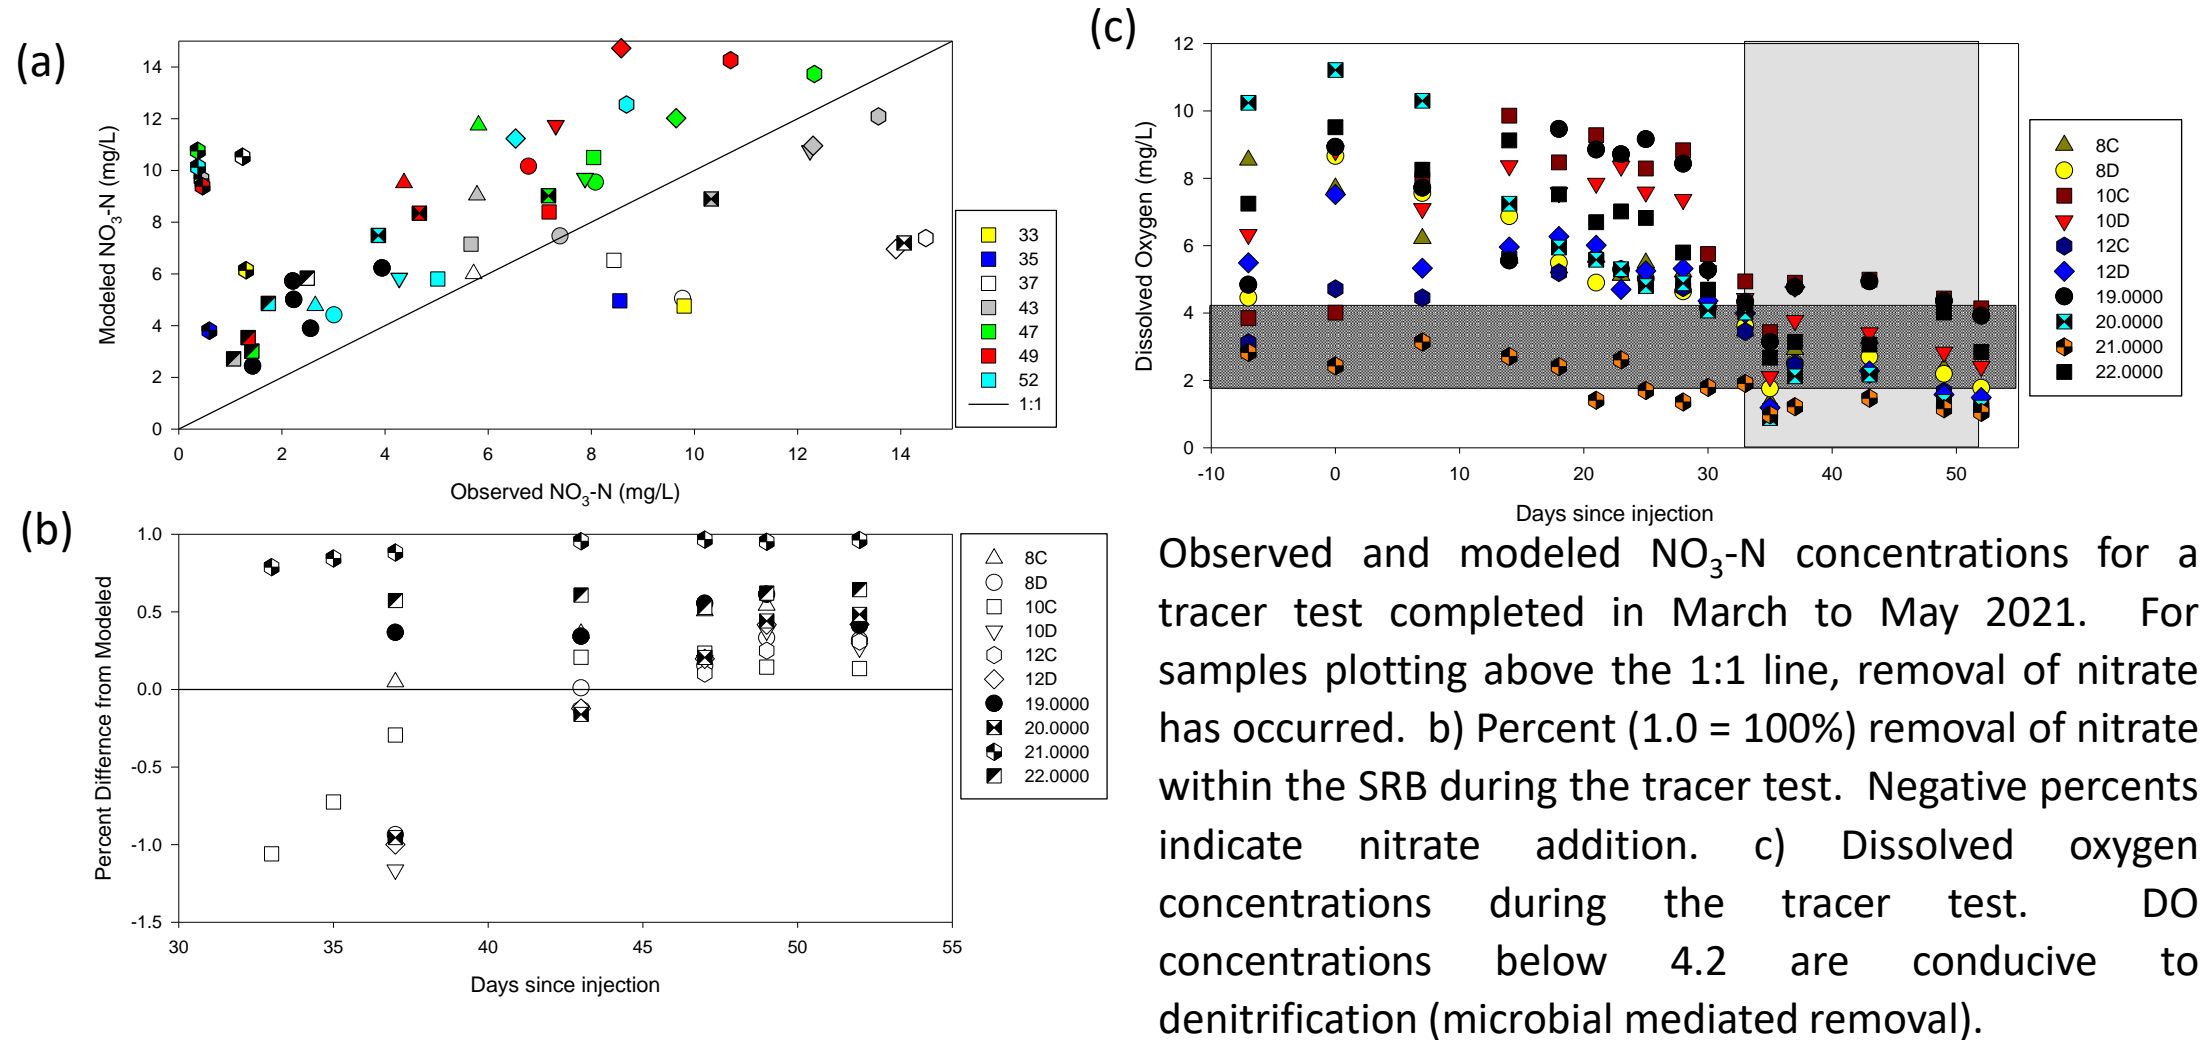 (a)
Modeled NO3-N (mg/L)
14
12
10
8
6
4
2
0
0 2 4 6 8 10 12 14
Observed NO3-N (mg/L)
33
35
37
43
47
49
52
1:1
(b)
Percent Differnce from Modeled
1.0
0.5
0.0
-0.5
-1.0
-1.5
30 35 40 45 50 55
Days since injection
8C
8D
10C
10D
12C
12D
19.0000
20.0000
21.0000
22.0000
(c)
Dissolved Oxygen (mg/L)
12
10
8
6
4
2
0
-10 0 10 20 30 40 50
Days since injection
8C
8D
10C
10D
12C
12D
19.0000
20.0000
21.0000
22.0000
Observed and modeled NO3-N concentrations for a
tracer test completed in March to May 2021. For
samples plotting above the 1:1 line, removal of nitrate
has occurred. b) Percent (1.0 = 100%) removal of nitrate
within the SRB during the tracer test. Negative percents
indicate nitrate addition. c) Dissolved oxygen
concentrations during the tracer test. DO
concentrations below 4.2 are conducive to
denitrification (microbial mediated removal).